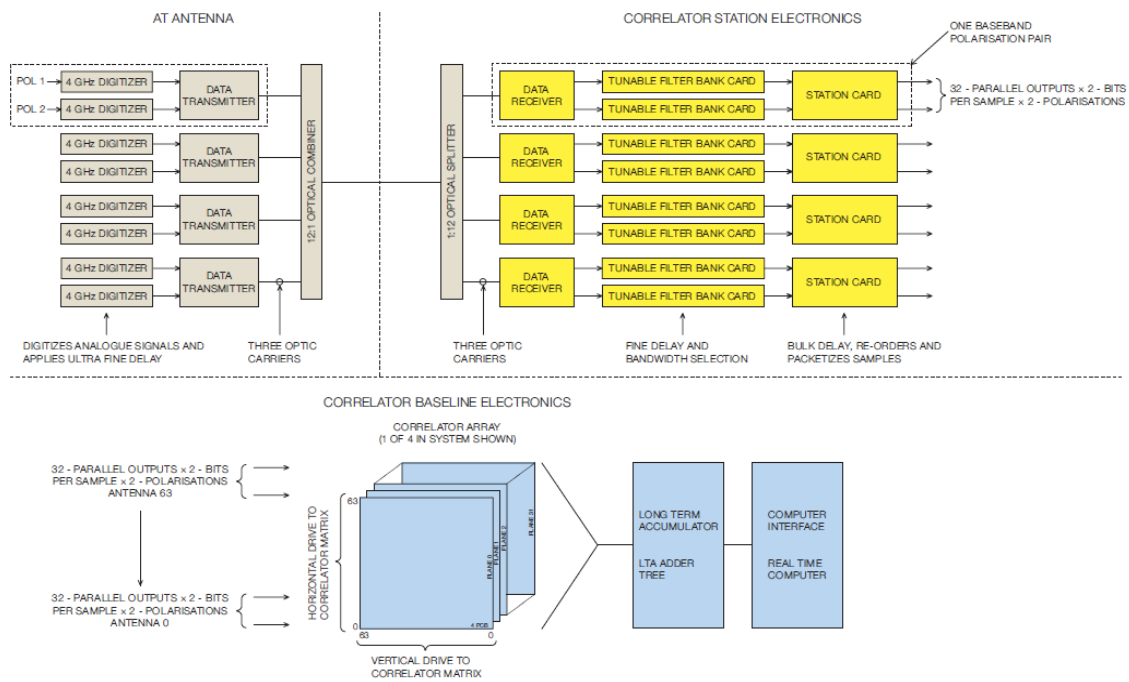 AT ANTENNA
CORRELATOR STATION ELECTRONICS
ONE BASEBAND
POLARISATION PAIR
POL 1
4 GHz DIGITIZER
POL 2
4 GHz DIGITIZER
DATA
TRANSMITTER
4 GHz DIGITIZER
4 GHz DIGITIZER
DATA
TRANSMITTER
4 GHz DIGITIZER
4 GHz DIGITIZER
DATA
TRANSMITTER
4 GHz DIGITIZER
4 GHz DIGITIZER
DATA
TRANSMITTER
12:1 OPTICAL COMBINER
1:12 OPTICAL SPLITTER
DATA
RECEIVER
TUNABLE FILTER BANK CARD
TUNABLE FILTER BANK CARD
STATION CARD
32 - PARALLEL OUTPUTS × 2 - BITS
PER SAMPLE × 2 - POLARISATIONS
DATA
RECEIVER
TUNABLE FILTER BANK CARD
TUNABLE FILTER BANK CARD
STATION CARD
DATA
RECEIVER
TUNABLE FILTER BANK CARD
TUNABLE FILTER BANK CARD
STATION CARD
DATA
RECEIVER
TUNABLE FILTER BANK CARD
TUNABLE FILTER BANK CARD
STATION CARD
DIGITIZES ANALOGUE SIGNALS AND
APPLIES ULTRA FINE DELAY
THREE OPTIC
CARRIERS
THREE OPTIC
CARRIERS
FINE DELAY AND
BANDWIDTH SELECTION
BULK DELAY, RE-ORDERS AND
PACKETIZES SAMPLES
CORRELATOR BASELINE ELECTRONICS
CORRELATOR ARRAY
(1 OF 4 IN SYSTEM SHOWN)
32 - PARALLEL OUTPUTS × 2 - BITS
PER SAMPLE × 2 - POLARISATIONS
ANTENNA 63
32 - PARALLEL OUTPUTS × 2 - BITS
PER SAMPLE × 2 - POLARISATIONS
ANTENNA 0
HORIZONTAL DRIVE TO
CORRELATOR MATRIX
63
0
PLANE 0
PLANE 1
PLANE 2
PLANE 31
4 PCB
63
0
VERTICAL DRIVE TO
CORRELATOR MATRIX
LONG TERM
ACCUMULATOR
LTA ADDER
TREE
COMPUTER
INTERFACE
REAL TIME
COMPUTER